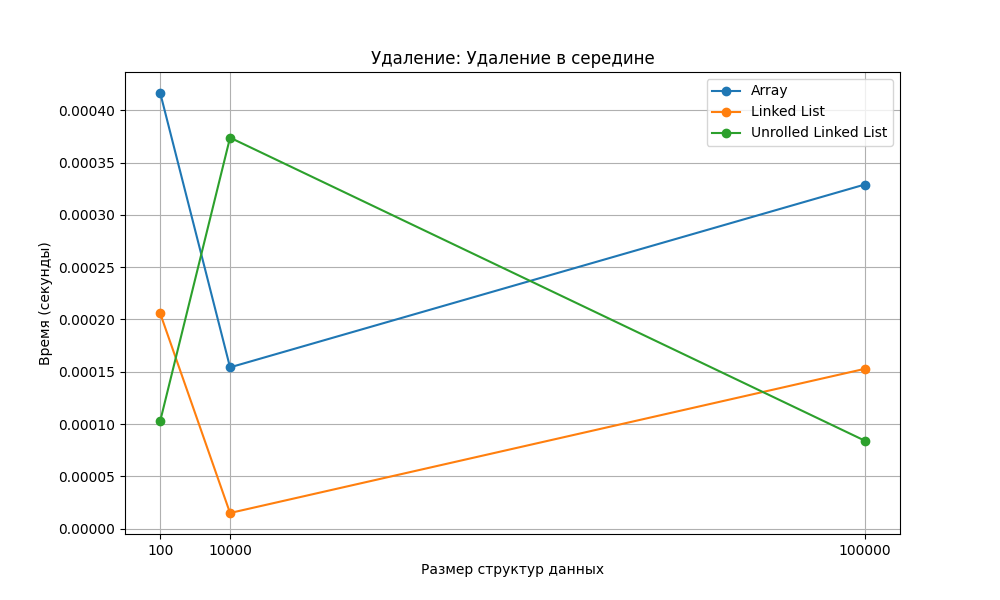 Удаление: Удаление в середине
Array
Linked List
Unrolled Linked List
Время (секунды)
0.00040
0.00035
0.00030
0.00025
0.00020
0.00015
0.00010
0.00005
0.00000
100 10000 100000
Размер структур данных